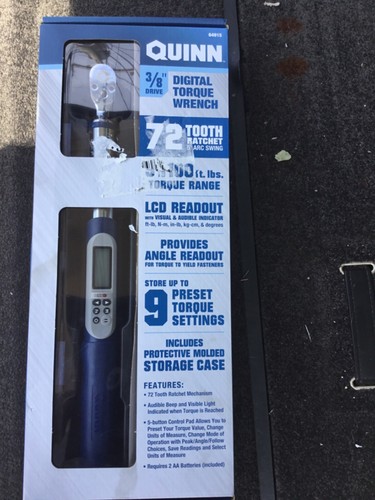 64915
QUINN
3/8" DIGITAL
DRIVE TORQUE
WRENCH
72 TOOTH
RATCHET
ARC SWING
100 ft. lbs.
TORQUE RANGE
LCD READOUT
WITH VISUAL & AUDIBLE INDICATOR
ft-lb, N-m, in-lb, kg-cm, & degrees
PROVIDES
ANGLE READOUT
FOR TORQUE TO YIELD FASTENERS
STORE UP TO
9 PRESET
TORQUE
SETTINGS
INCLUDES
PROTECTIVE MOLDED
STORAGE CASE
FEATURES:
• 72 Tooth Ratchet Mechanism
• Audible Beep and Visible Light
Indicated when Torque is Reached
• 5-button Control Pad Allows You to
Preset Your Torque Value, Change
Units of Measure, Change Mode of
Operation with Peak/Angle/Follow
Choices, Save Readings and Select
Units of Measure
• Requires 2 AA Batteries (included)